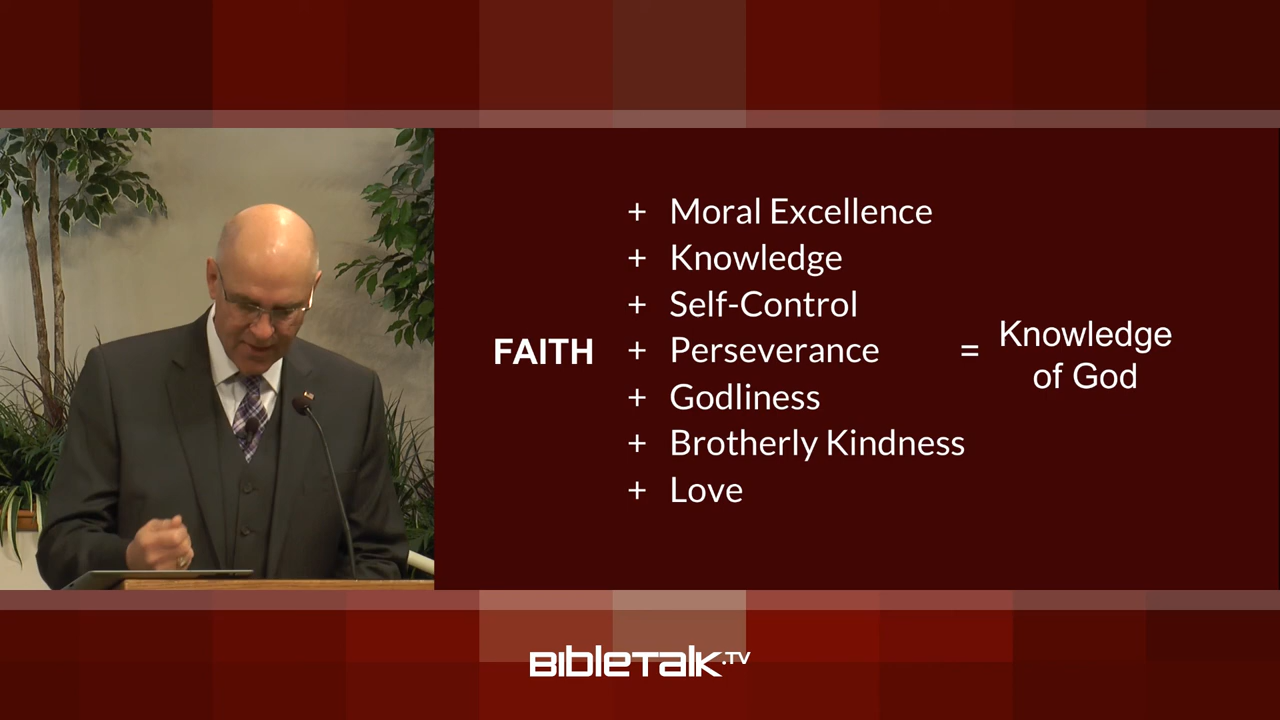 FAITH
+ Moral Excellence
+ Knowledge
+ Self-Control
+ Perseverance
+ Godliness
+ Brotherly Kindness
+ Love
= Knowledge
of God
BIBLETALK.TV